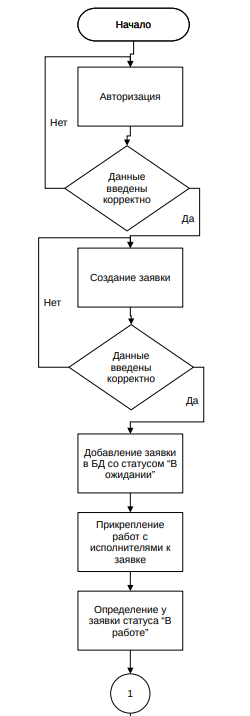 Начало
Авторизация
Нет
Данные
введены
корректно
Да
Создание заявки
Нет
Данные
введены
корректно
Да
Добавление заявки
в БД со статусом “В
ожидании”
Прикрепление
работ с
исполнителями к
заявке
Определение у
заявки статуса “В
работе”
1